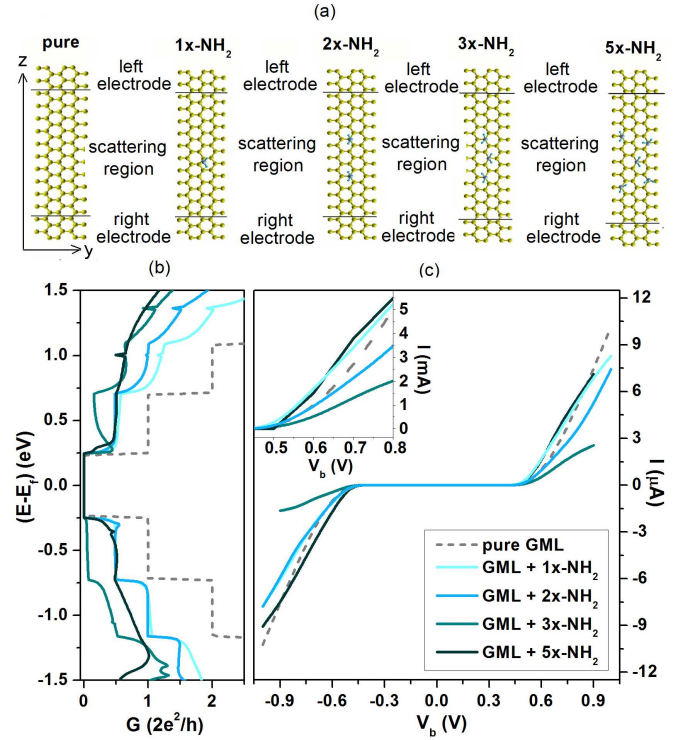 (a)
pure
1x-NH2
2x-NH2
3x-NH2
5x-NH2
z
left
electrode
left
electrode
left
electrode
left
electrode
scattering
region
scattering
region
scattering
region
scattering
region
right
electrode
right
electrode
right
electrode
right
electrode
y
(b)
(c)
1.5
1.0
0.5
0.0
-0.5
-1.0
-1.5
(E-Ef) (eV)
0 1 2
G (2e²/h)
5
4
3
2
1
0
I (mA)
0.5 0.6 0.7 0.8
Vb (V)
12
9
6
3
0
-3
-6
-9
-12
I (μA)
pure GML
GML + 1x-NH2
GML + 2x-NH2
GML + 3x-NH2
GML + 5x-NH2
-0.9 -0.6 -0.3 0.0 0.3 0.6 0.9
Vb (V)